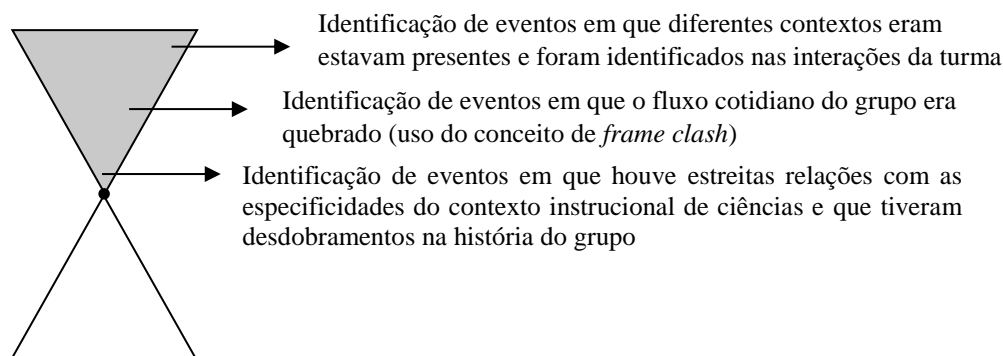 Identificação de eventos em que diferentes contextos eram
estavam presentes e foram identificados nas interações da turma
Identificação de eventos em que o fluxo cotidiano do grupo era
quebrado (uso do conceito de frame clash)
Identificação de eventos em que houve estreitas relações com as
especificidades do contexto instrucional de ciências e que tiveram
desdobramentos na história do grupo